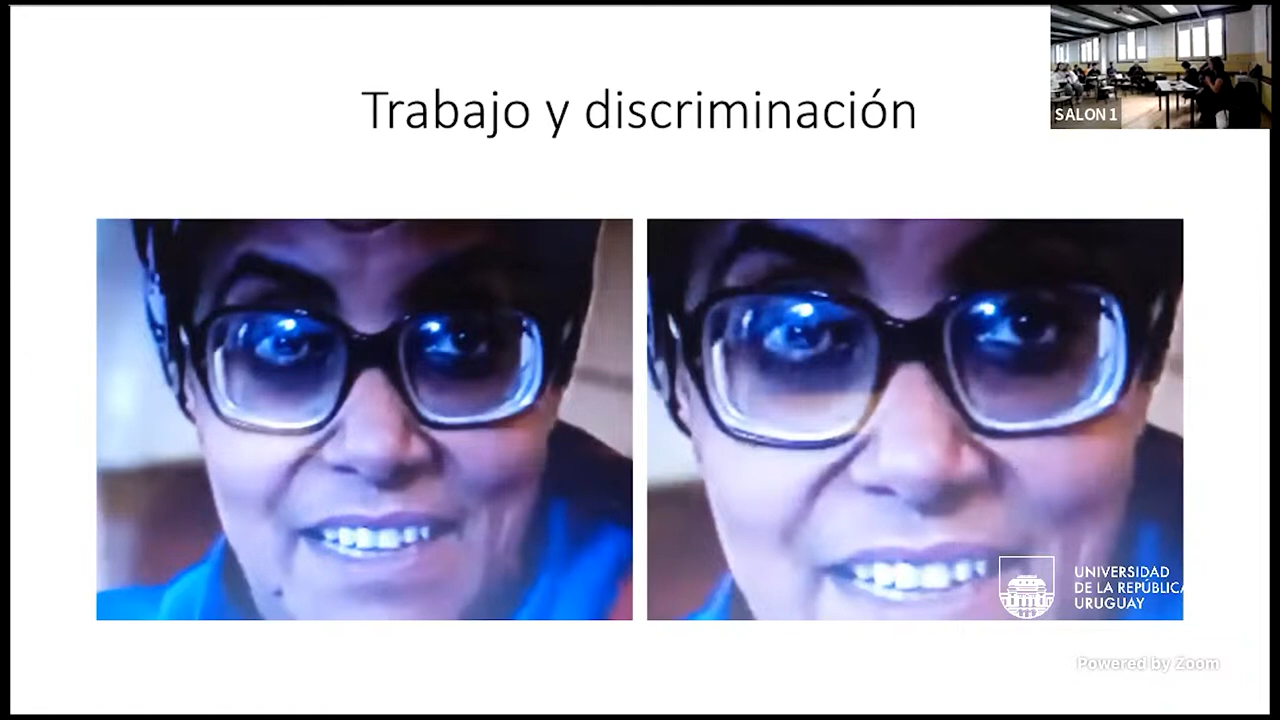 SALON 1
Trabajo y discriminación
UNIVERSIDAD
DE LA REPÚBLICA
URUGUAY
Powered by Zoom